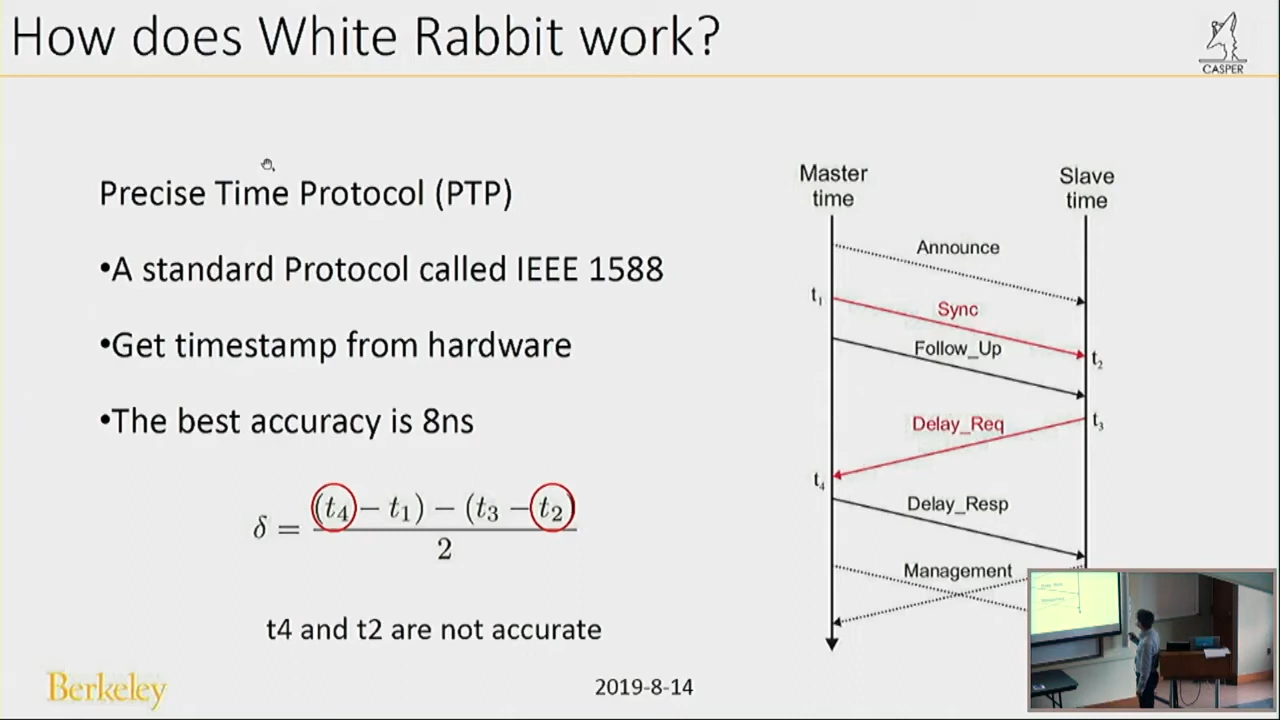 How does White Rabbit work?
CASPER
Precise Time Protocol (PTP)
•A standard Protocol called IEEE 1588
•Get timestamp from hardware
•The best accuracy is 8ns
δ = (t4 − t1) − (t3 − t2)
2
t4 and t2 are not accurate
Master
time
Slave
time
Announce
t1
Sync
Follow_Up
t2
Delay_Req
t3
t4
Delay_Resp
Management
Berkeley
2019-8-14